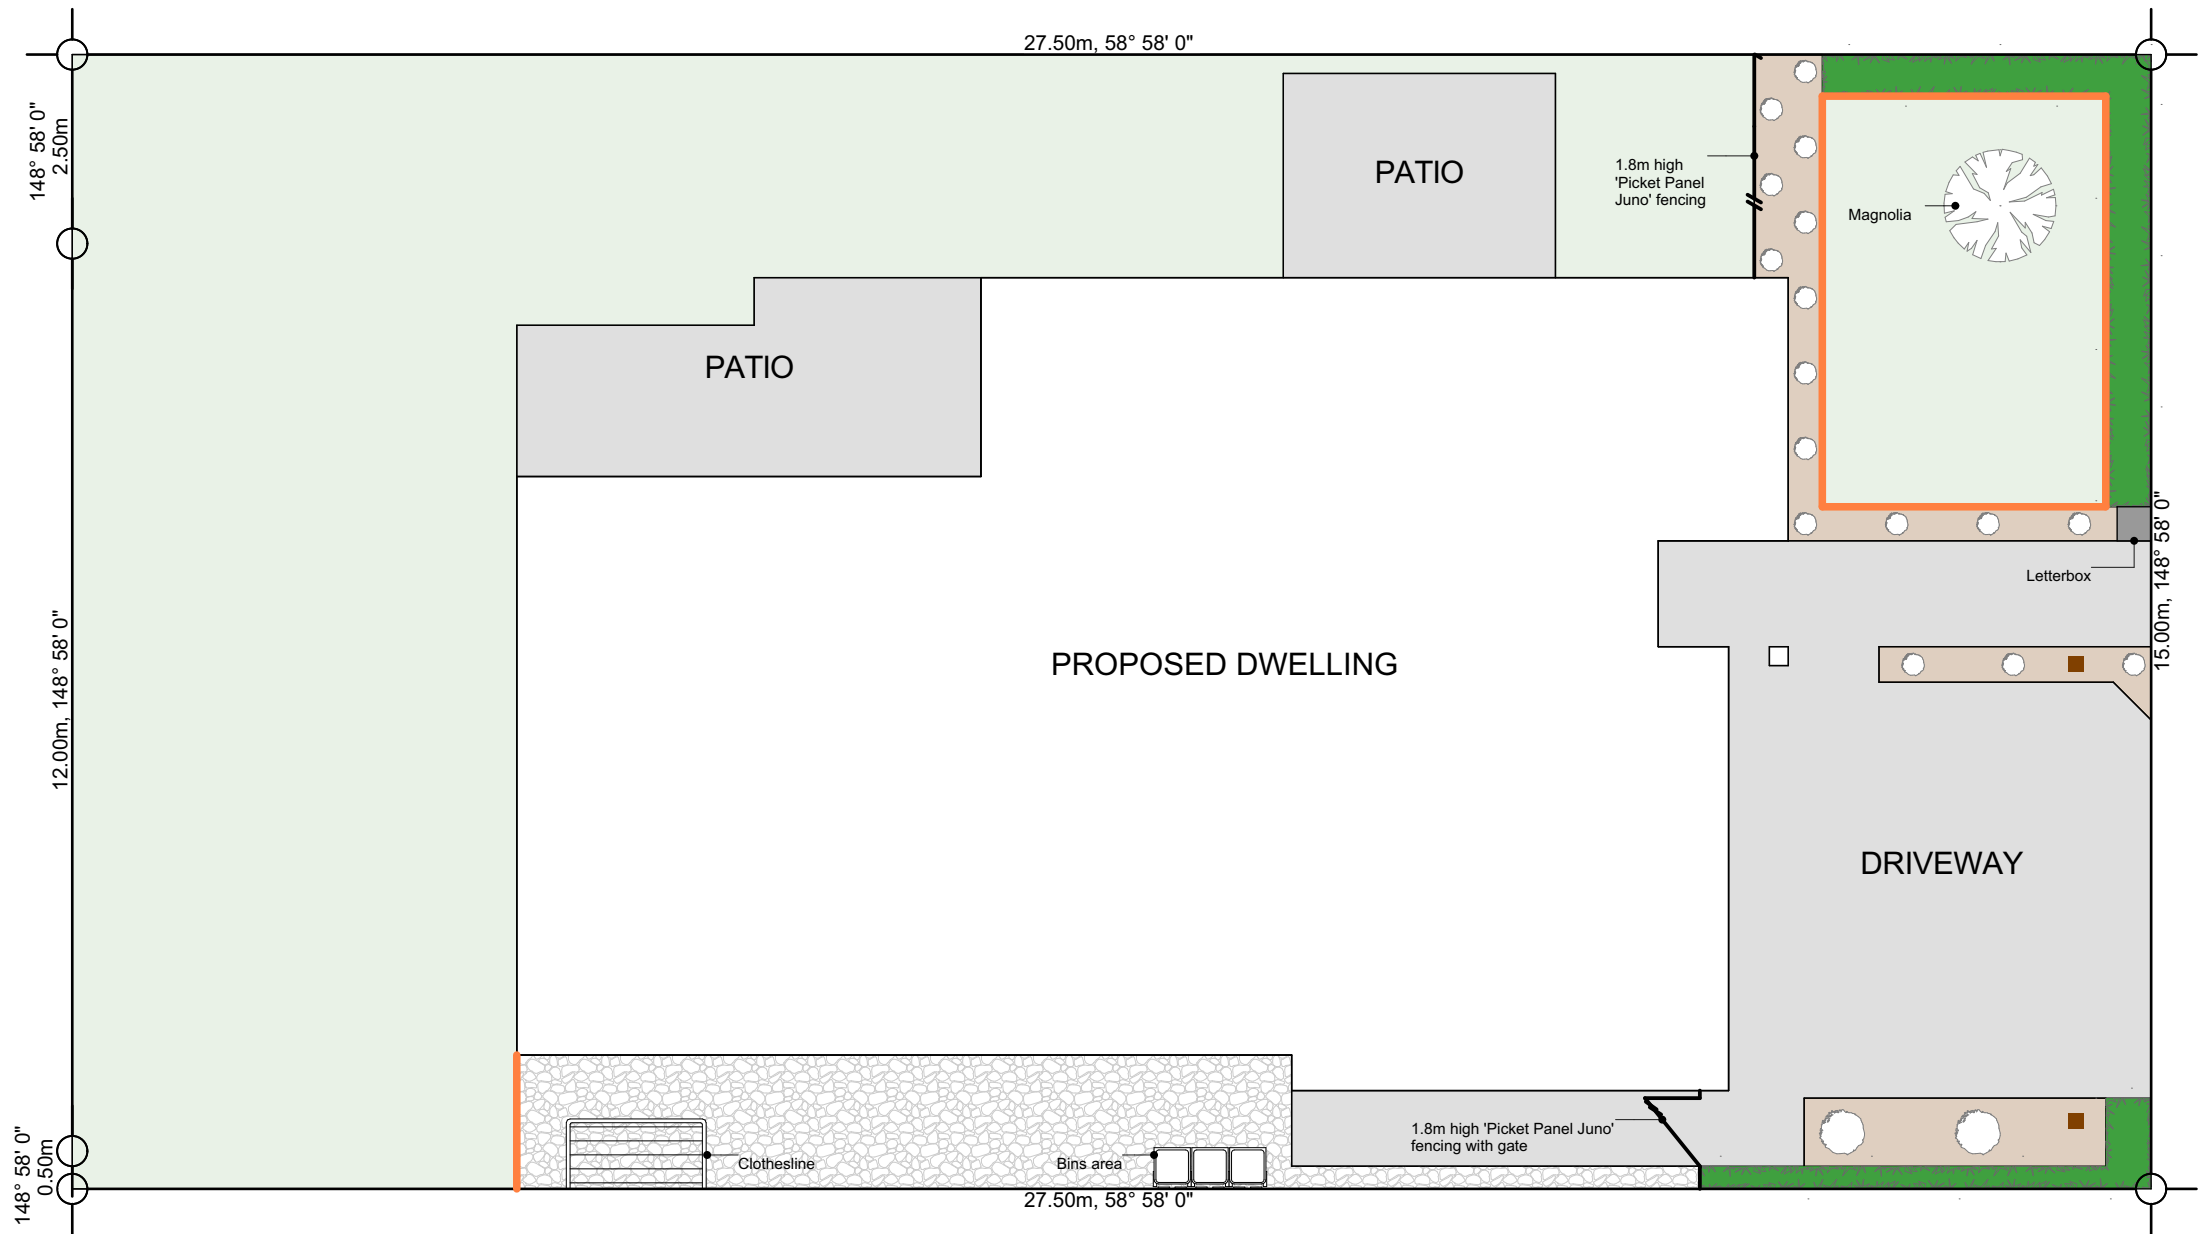 27.50m, 58° 58' 0"
148° 58' 0"
2.50m
PATIO
1.8m high
'Picket Panel
Juno' fencing
Magnolia
PATIO
Letterbox
15.00m, 148° 58' 0"
12.00m, 148° 58' 0"
PROPOSED DWELLING
DRIVEWAY
1.8m high 'Picket Panel Juno'
fencing with gate
Clothesline
Bins area
148° 58' 0"
0.50m
27.50m, 58° 58' 0"